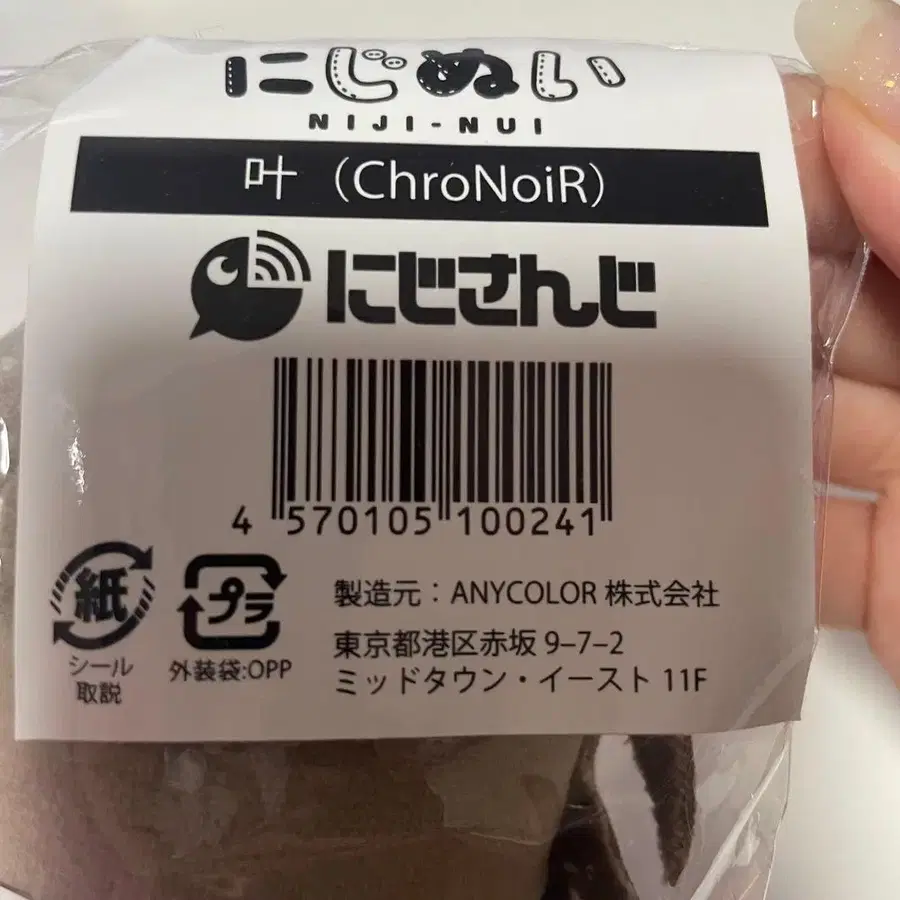 にじぬい
NIJI-NUI
叶（ChroNoiR）
にじさんじ
4 570105 100241
紙
シール
取説
プラ
外装袋:OPP
製造元：ANYCOLOR 株式会社
東京都港区赤坂 9–7–2
ミッドタウン・イースト 11F